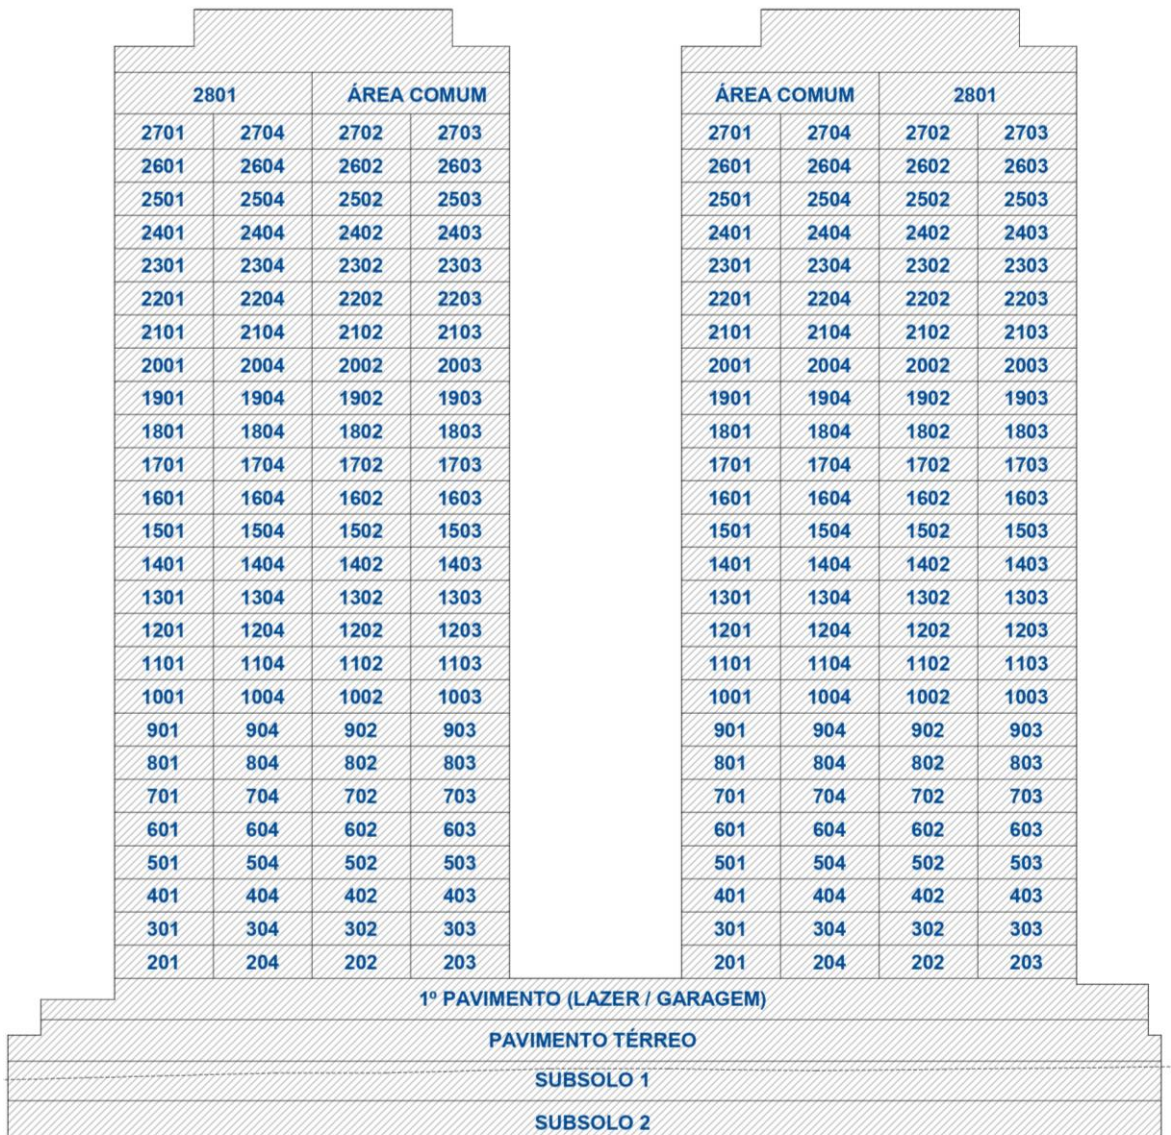 2801 ÁREA COMUM ÁREA COMUM 2801
2701 2704 2702 2703 2701 2704 2702 2703
2601 2604 2602 2603 2601 2604 2602 2603
2501 2504 2502 2503 2501 2504 2502 2503
2401 2404 2402 2403 2401 2404 2402 2403
2301 2304 2302 2303 2301 2304 2302 2303
2201 2204 2202 2203 2201 2204 2202 2203
2101 2104 2102 2103 2101 2104 2102 2103
2001 2004 2002 2003 2001 2004 2002 2003
1901 1904 1902 1903 1901 1904 1902 1903
1801 1804 1802 1803 1801 1804 1802 1803
1701 1704 1702 1703 1701 1704 1702 1703
1601 1604 1602 1603 1601 1604 1602 1603
1501 1504 1502 1503 1501 1504 1502 1503
1401 1404 1402 1403 1401 1404 1402 1403
1301 1304 1302 1303 1301 1304 1302 1303
1201 1204 1202 1203 1201 1204 1202 1203
1101 1104 1102 1103 1101 1104 1102 1103
1001 1004 1002 1003 1001 1004 1002 1003
901 904 902 903 901 904 902 903
801 804 802 803 801 804 802 803
701 704 702 703 701 704 702 703
601 604 602 603 601 604 602 603
501 504 502 503 501 504 502 503
401 404 402 403 401 404 402 403
301 304 302 303 301 304 302 303
201 204 202 203 201 204 202 203
1º PAVIMENTO (LAZER / GARAGEM)
PAVIMENTO TÉRREO
SUBSOLO 1
SUBSOLO 2